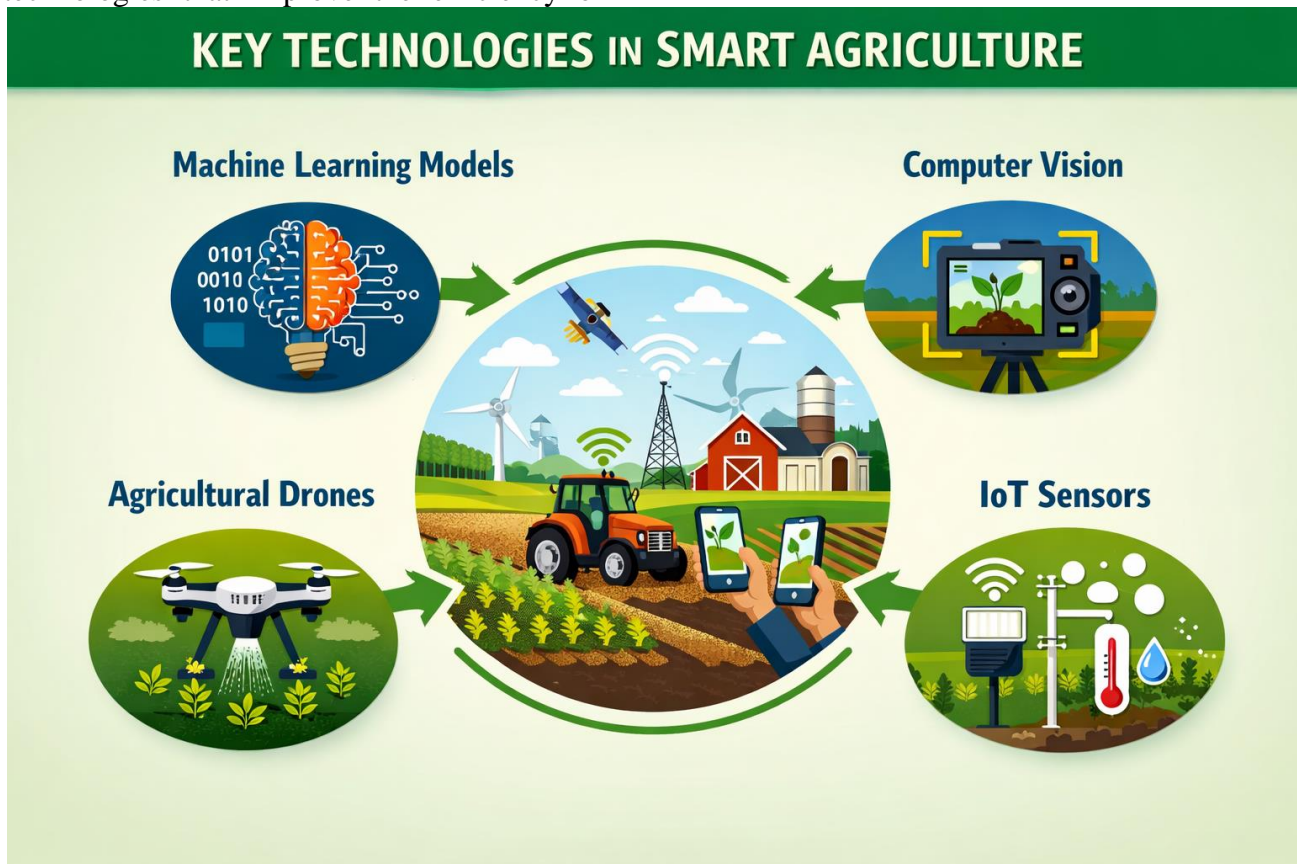 KEY TECHNOLOGIES IN SMART AGRICULTURE
Machine Learning Models
Computer Vision
0101
0010
1010
Agricultural Drones
IoT Sensors